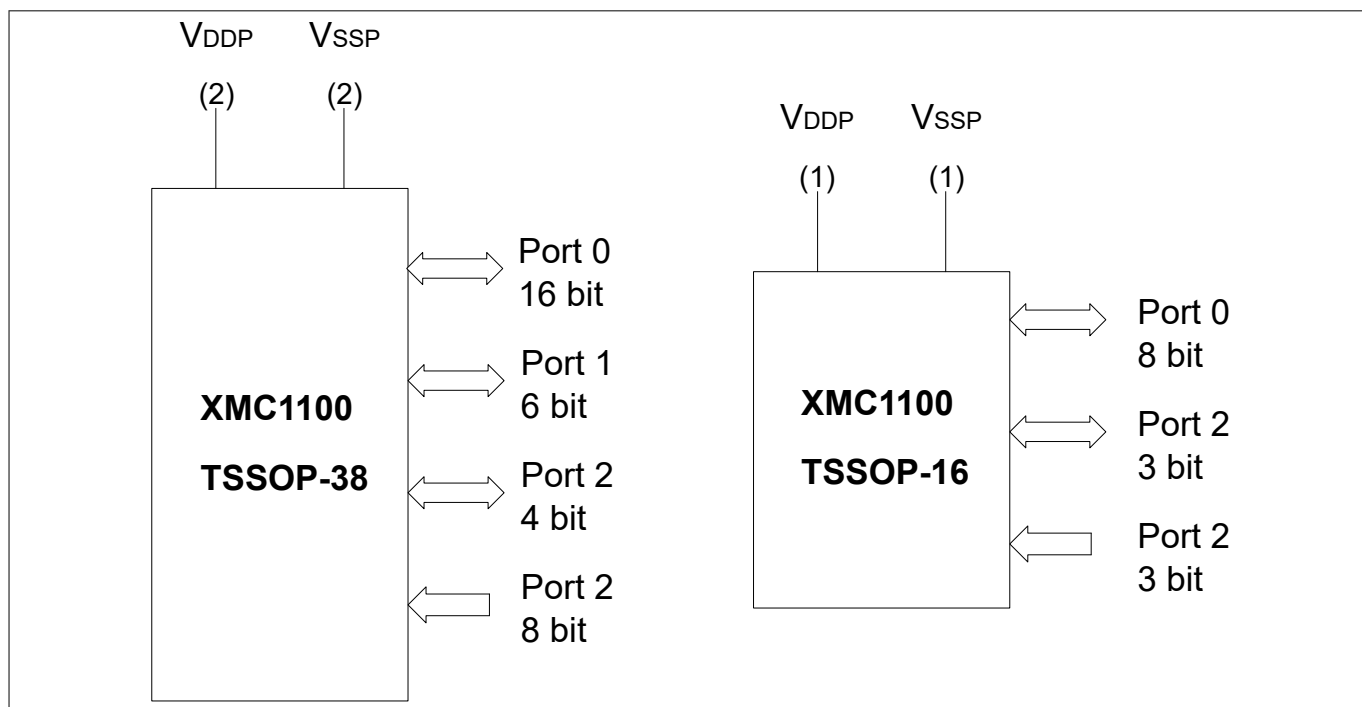 VDDP VSSP
(2) (2)
XMC1100
TSSOP-38
Port 0
16 bit
Port 1
6 bit
Port 2
4 bit
Port 2
8 bit
VDDP VSSP
(1) (1)
XMC1100
TSSOP-16
Port 0
8 bit
Port 2
3 bit
Port 2
3 bit